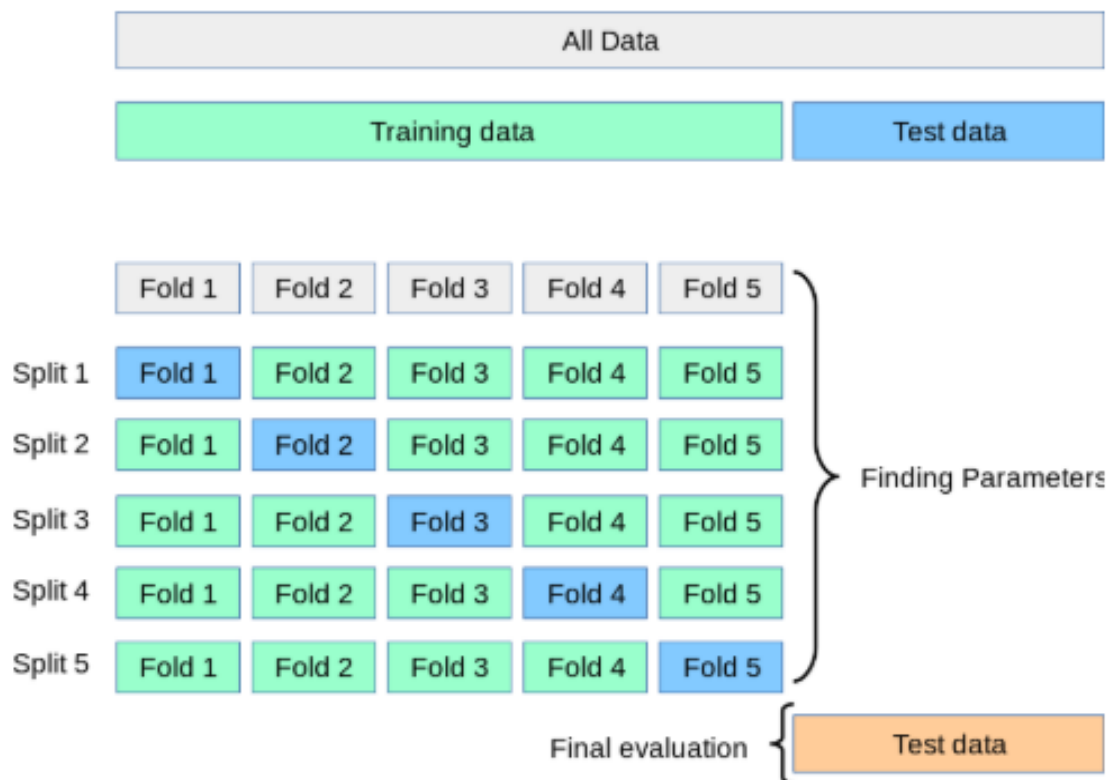 All Data
Training data Test data
Fold 1 Fold 2 Fold 3 Fold 4 Fold 5
Split 1 Fold 1 Fold 2 Fold 3 Fold 4 Fold 5
Split 2 Fold 1 Fold 2 Fold 3 Fold 4 Fold 5
Finding Parameters
Split 3 Fold 1 Fold 2 Fold 3 Fold 4 Fold 5
Split 4 Fold 1 Fold 2 Fold 3 Fold 4 Fold 5
Split 5 Fold 1 Fold 2 Fold 3 Fold 4 Fold 5
Final evaluation Test data